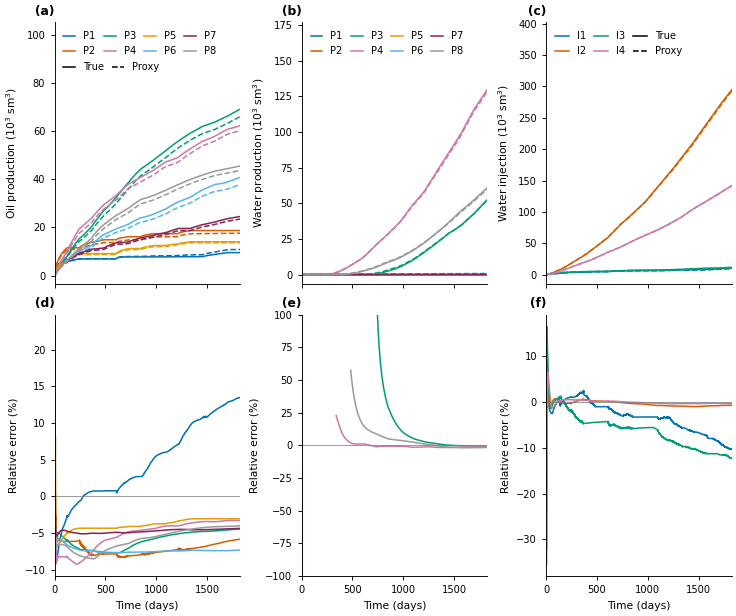 (a)
Oil production (10³ sm³)
100
80
60
40
20
0
P1 P3 P5 P7
P2 P4 P6 P8
True Proxy
(b)
Water production (10³ sm³)
175
150
125
100
75
50
25
0
P1 P3 P5 P7
P2 P4 P6 P8
(c)
Water injection (10³ sm³)
400
350
300
250
200
150
100
50
0
I1 I3 True
I2 I4 Proxy
(d)
Relative error (%)
20
15
10
5
0
−5
−10
0 500 1000 1500
Time (days)
(e)
Relative error (%)
100
75
50
25
0
−25
−50
−75
−100
0 500 1000 1500
Time (days)
(f)
Relative error (%)
10
0
−10
−20
−30
0 500 1000 1500
Time (days)